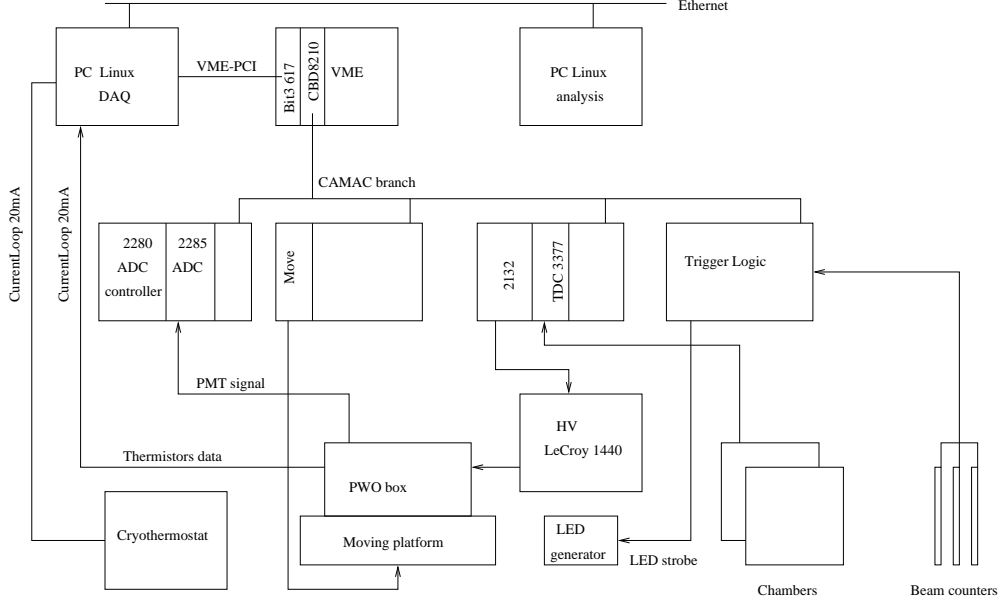 Ethernet
PC Linux
DAQ
VME-PCI
Bit3 617
CBD8210
VME
PC Linux
analysis
CAMAC branch
CurrentLoop 20mA
CurrentLoop 20mA
2280
ADC
controller
2285
ADC
Move
2132
TDC 3377
Trigger Logic
PMT signal
HV
LeCroy 1440
Thermistors data
PWO box
Cryothermostat
Moving platform
LED
generator
LED strobe
Chambers
Beam counters